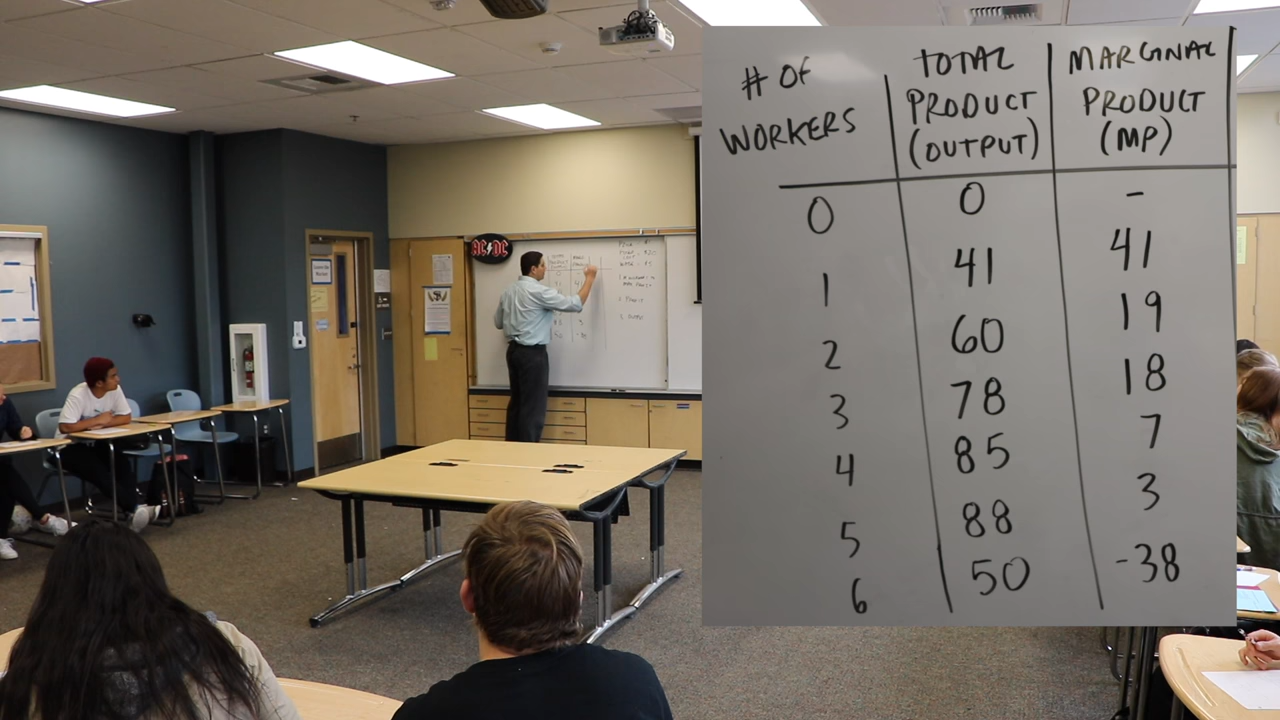 # OF
WORKERS
TOTAL
PRODUCT
(OUTPUT)
MARGINAL
PRODUCT
(MP)
0 0 -
1 41 41
2 60 19
3 78 18
4 85 7
5 88 3
6 50 -38
AC DC